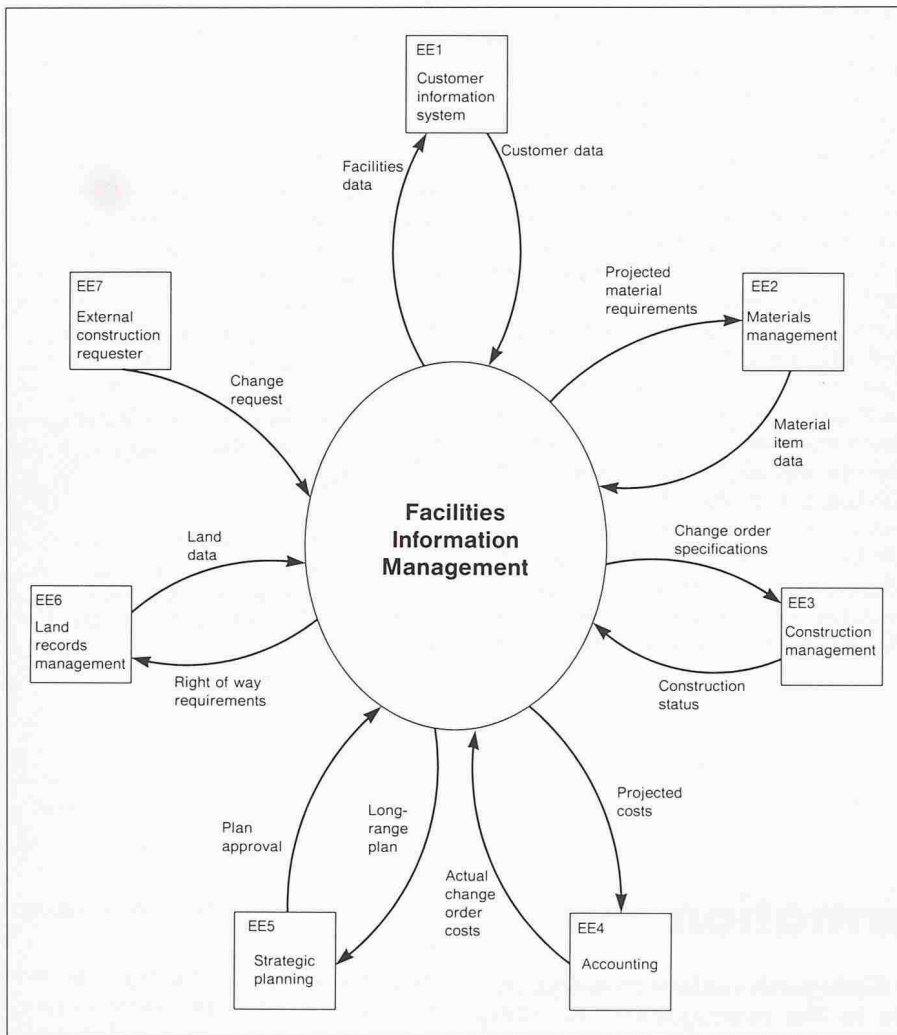 EE1
Customer
information
system
Facilities
data
Customer data
EE7
External
construction
requester
Projected
material
requirements
EE2
Materials
management
Change
request
Material
item
data
Facilities
Information
Management
Land
data
Change order
specifications
EE6
Land
records
management
EE3
Construction
management
Right of way
requirements
Construction
status
Plan
approval
Long-
range
plan
Projected
costs
Actual
change
order
costs
EE5
Strategic
planning
EE4
Accounting